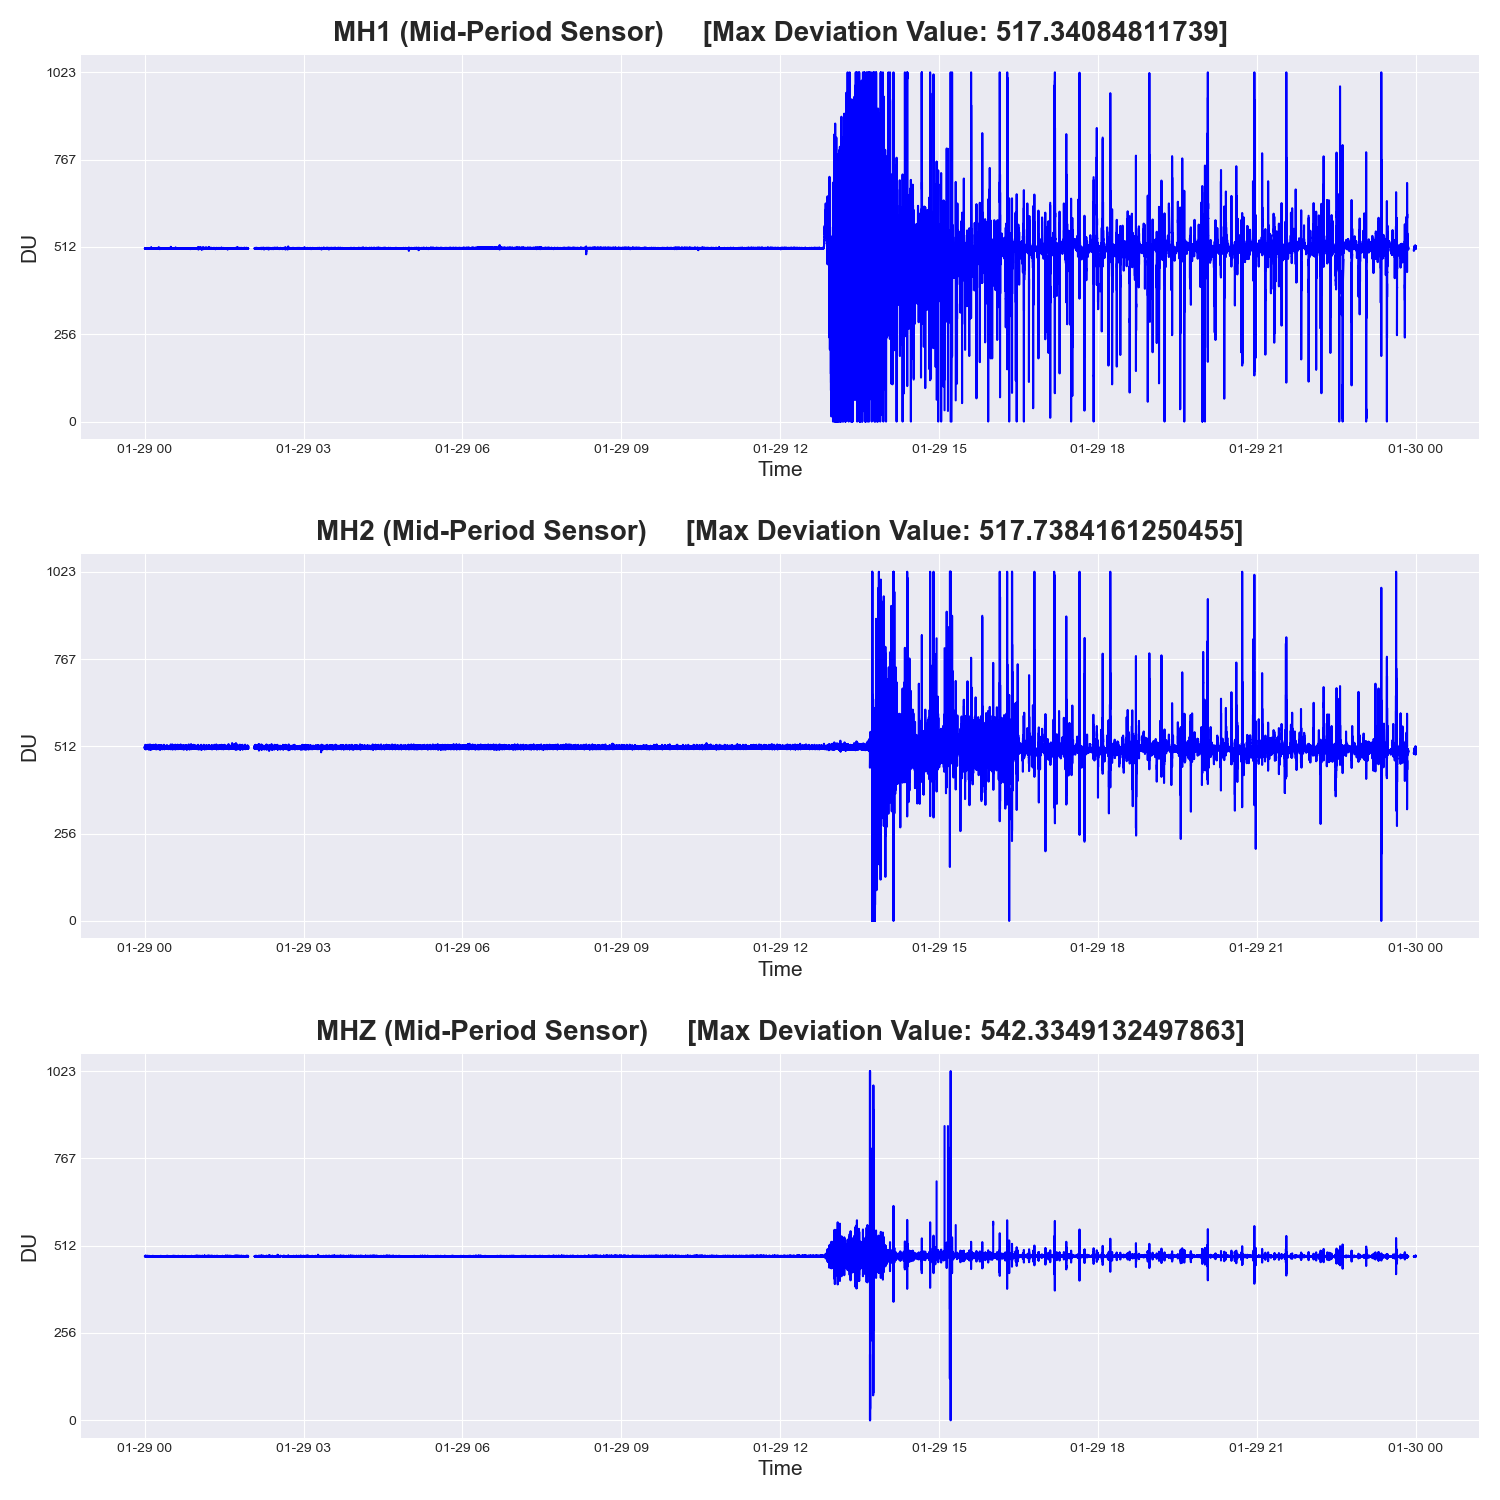 MH1 (Mid-Period Sensor) [Max Deviation Value: 517.34084811739]
1023
767
512
256
0
DU
01-29 00 01-29 03 01-29 06 01-29 09 01-29 12 01-29 15 01-29 18 01-29 21 01-30 00
Time
MH2 (Mid-Period Sensor) [Max Deviation Value: 517.7384161250455]
1023
767
512
256
0
DU
01-29 00 01-29 03 01-29 06 01-29 09 01-29 12 01-29 15 01-29 18 01-29 21 01-30 00
Time
MHZ (Mid-Period Sensor) [Max Deviation Value: 542.3349132497863]
1023
767
512
256
0
DU
01-29 00 01-29 03 01-29 06 01-29 09 01-29 12 01-29 15 01-29 18 01-29 21 01-30 00
Time